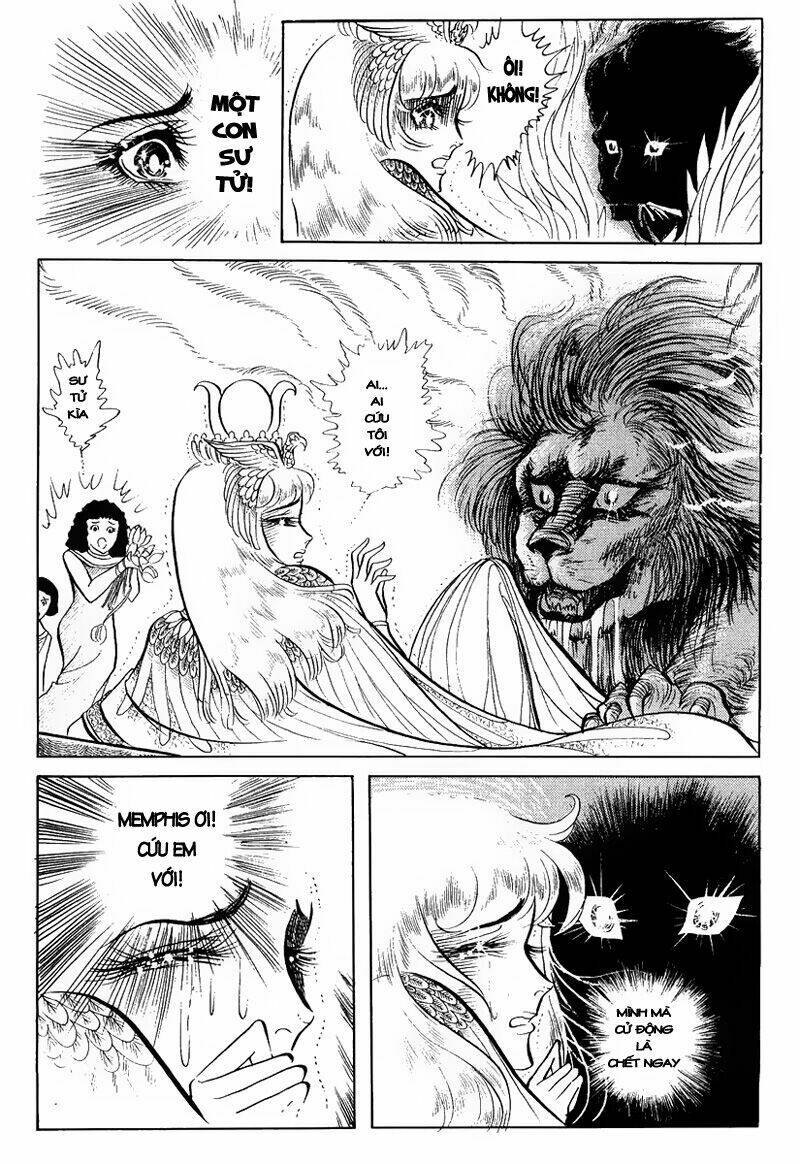 MỘT
CON
SƯ
TỬ!
ÔI!
KHÔNG!
SƯ
TỬ
KÌA
AI...
AI
CỨU
TÔI
VỚI!
MEMPHIS ƠI!
CỨU EM
VỚI!
MÌNH MÀ
CỬ ĐỘNG
LÀ
CHẾT NGAY